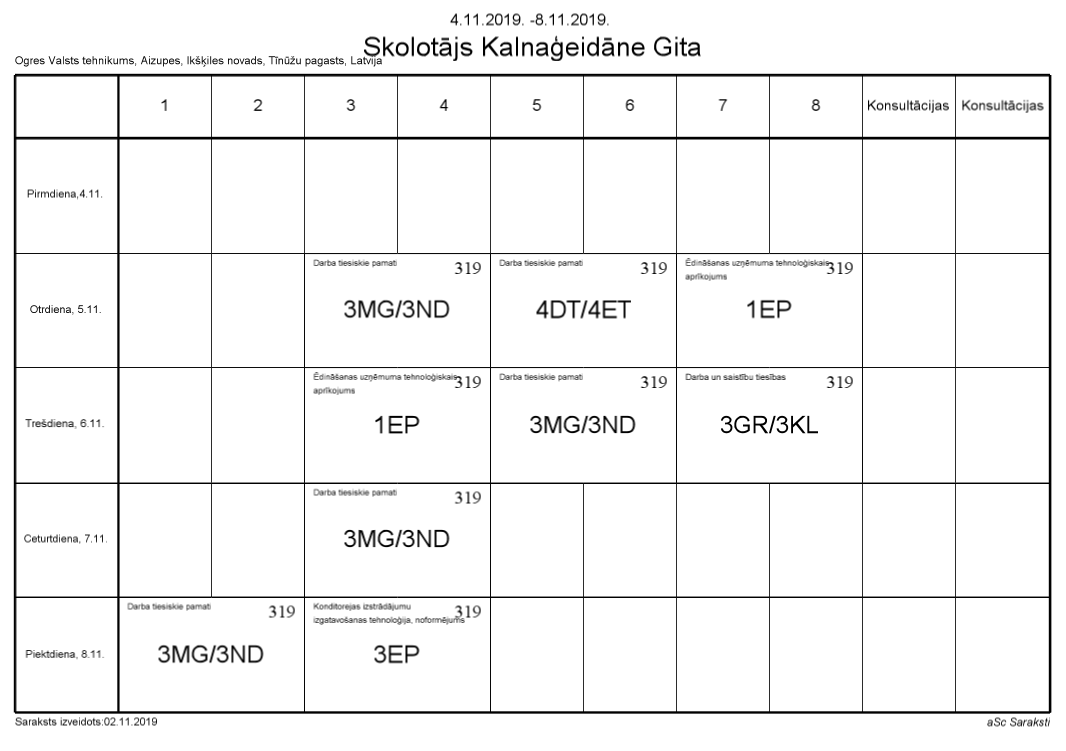 4.11.2019. -8.11.2019.
Skolotājs Kalnaģeidāne Gita
Ogres Valsts tehnikums, Aizupes, Ikšķiles novads, Tīnūžu pagasts, Latvija
1 2 3 4 5 6 7 8 Konsultācijas Konsultācijas
Pirmdiena,4.11.
Otrdiena, 5.11.
Darba tiesiskie pamati 319
3MG/3ND
Darba tiesiskie pamati 319
4DT/4ET
Ēdināšanas uzņēmuma tehnoloģiskais 319
aprīkojums
1EP
Trešdiena, 6.11.
Ēdināšanas uzņēmuma tehnoloģiskais 319
aprīkojums
1EP
Darba tiesiskie pamati 319
3MG/3ND
Darba un saistību tiesības 319
3GR/3KL
Ceturtdiena, 7.11.
Darba tiesiskie pamati 319
3MG/3ND
Piektdiena, 8.11.
Darba tiesiskie pamati 319
3MG/3ND
Konditorejas izstrādājumu 319
izgatavošanas tehnoloģija, noformējums
3EP
Saraksts izveidots:02.11.2019
aSc Saraksti